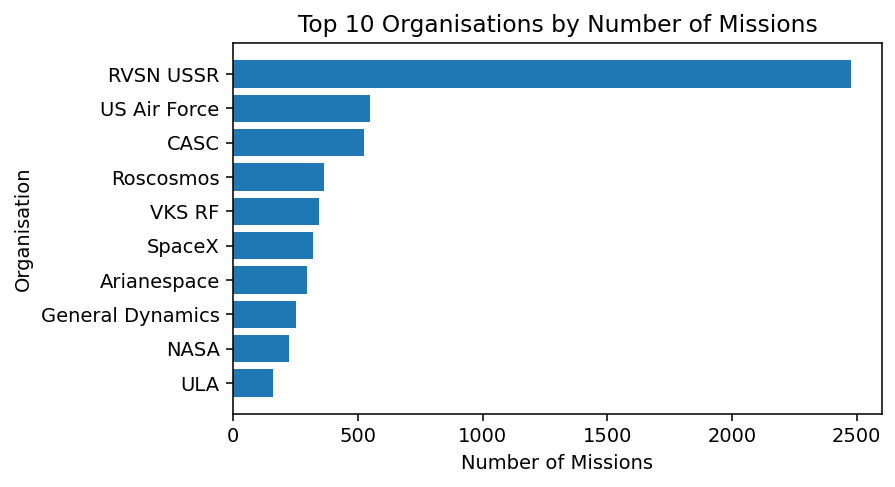 Top 10 Organisations by Number of Missions
Organisation
RVSN USSR
US Air Force
CASC
Roscosmos
VKS RF
SpaceX
Arianespace
General Dynamics
NASA
ULA
0 500 1000 1500 2000 2500
Number of Missions